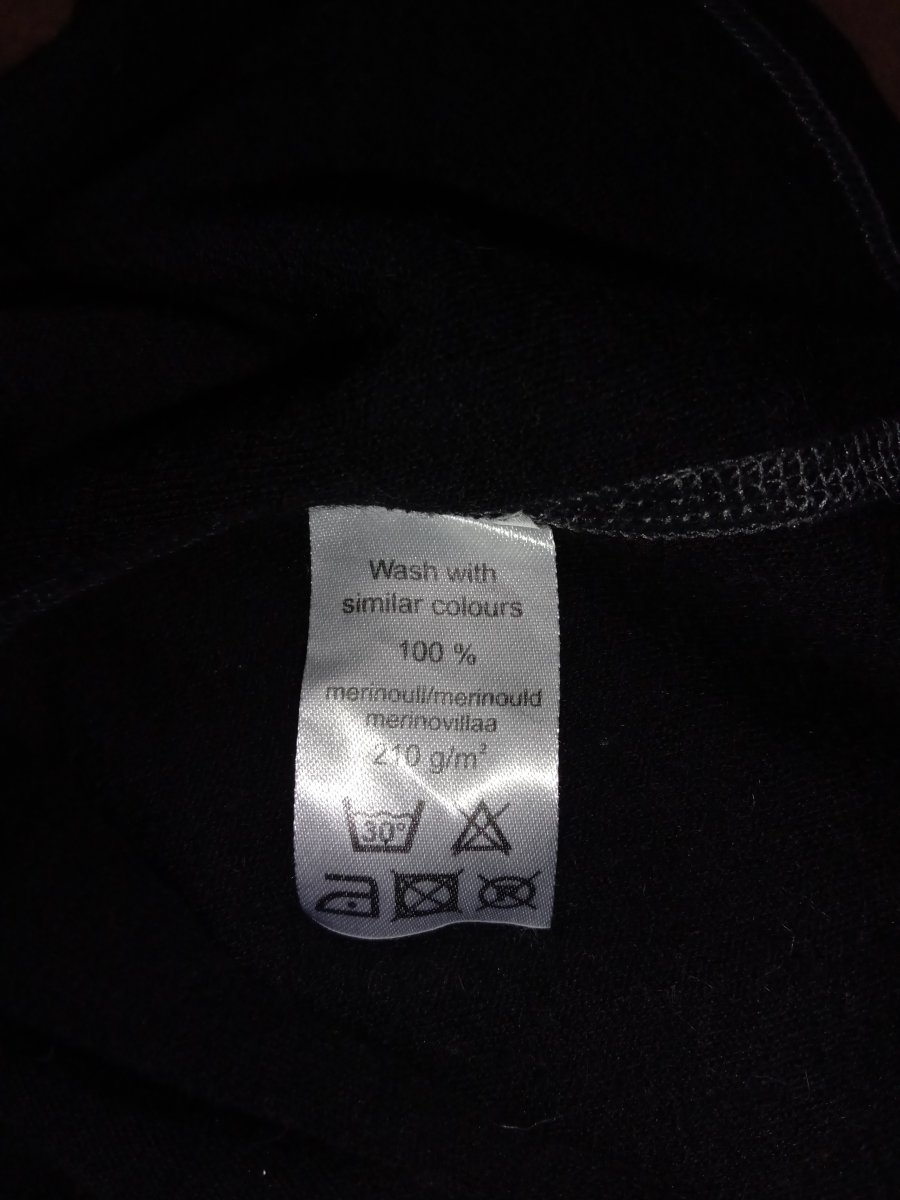 Wash with
similar colours
100 %
merinoull/merinould
merinovillaa
210 g/m²
30°